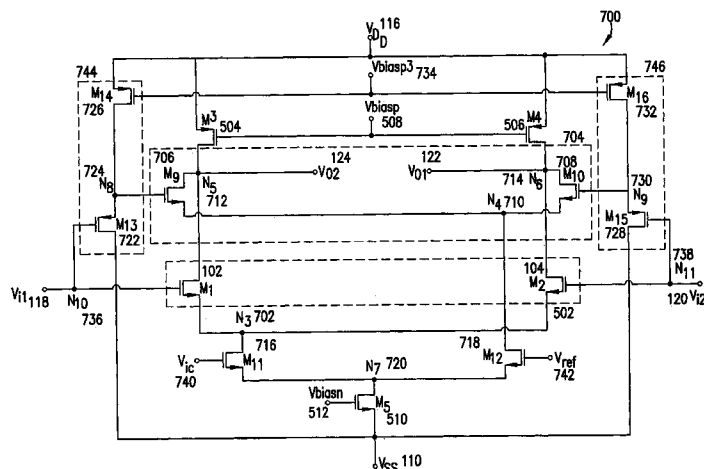 700
VDD 116
744
746
Vbiasp3
734
M14
726
M16
732
Vbiasp
508
M3
504
M4
506
704
706
124
122
708
724
N8
M9
712
N5
V02
V01
714
N6
M10
730
N9
N4 710
M13
722
M15
728
738
N11
102
104
Vi1 118
N10
736
M1
M2
120 Vi2
502
N3 702
716
718
Vic
740
M11
M12
Vref
742
N7 720
Vbiasn
512
M5
510
VSS 110